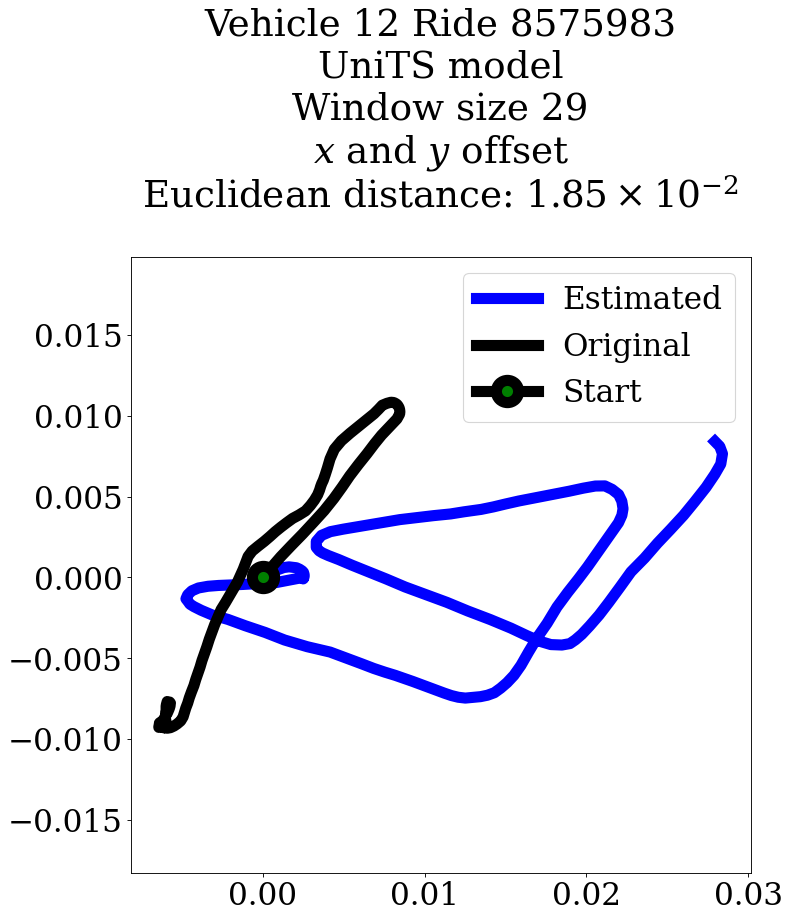 Vehicle 12 Ride 8575983
UniTS model
Window size 29
x and y offset
Euclidean distance: 1.85 × 10⁻²
Estimated
Original
Start
0.015
0.010
0.005
0.000
−0.005
−0.010
−0.015
0.00 0.01 0.02 0.03